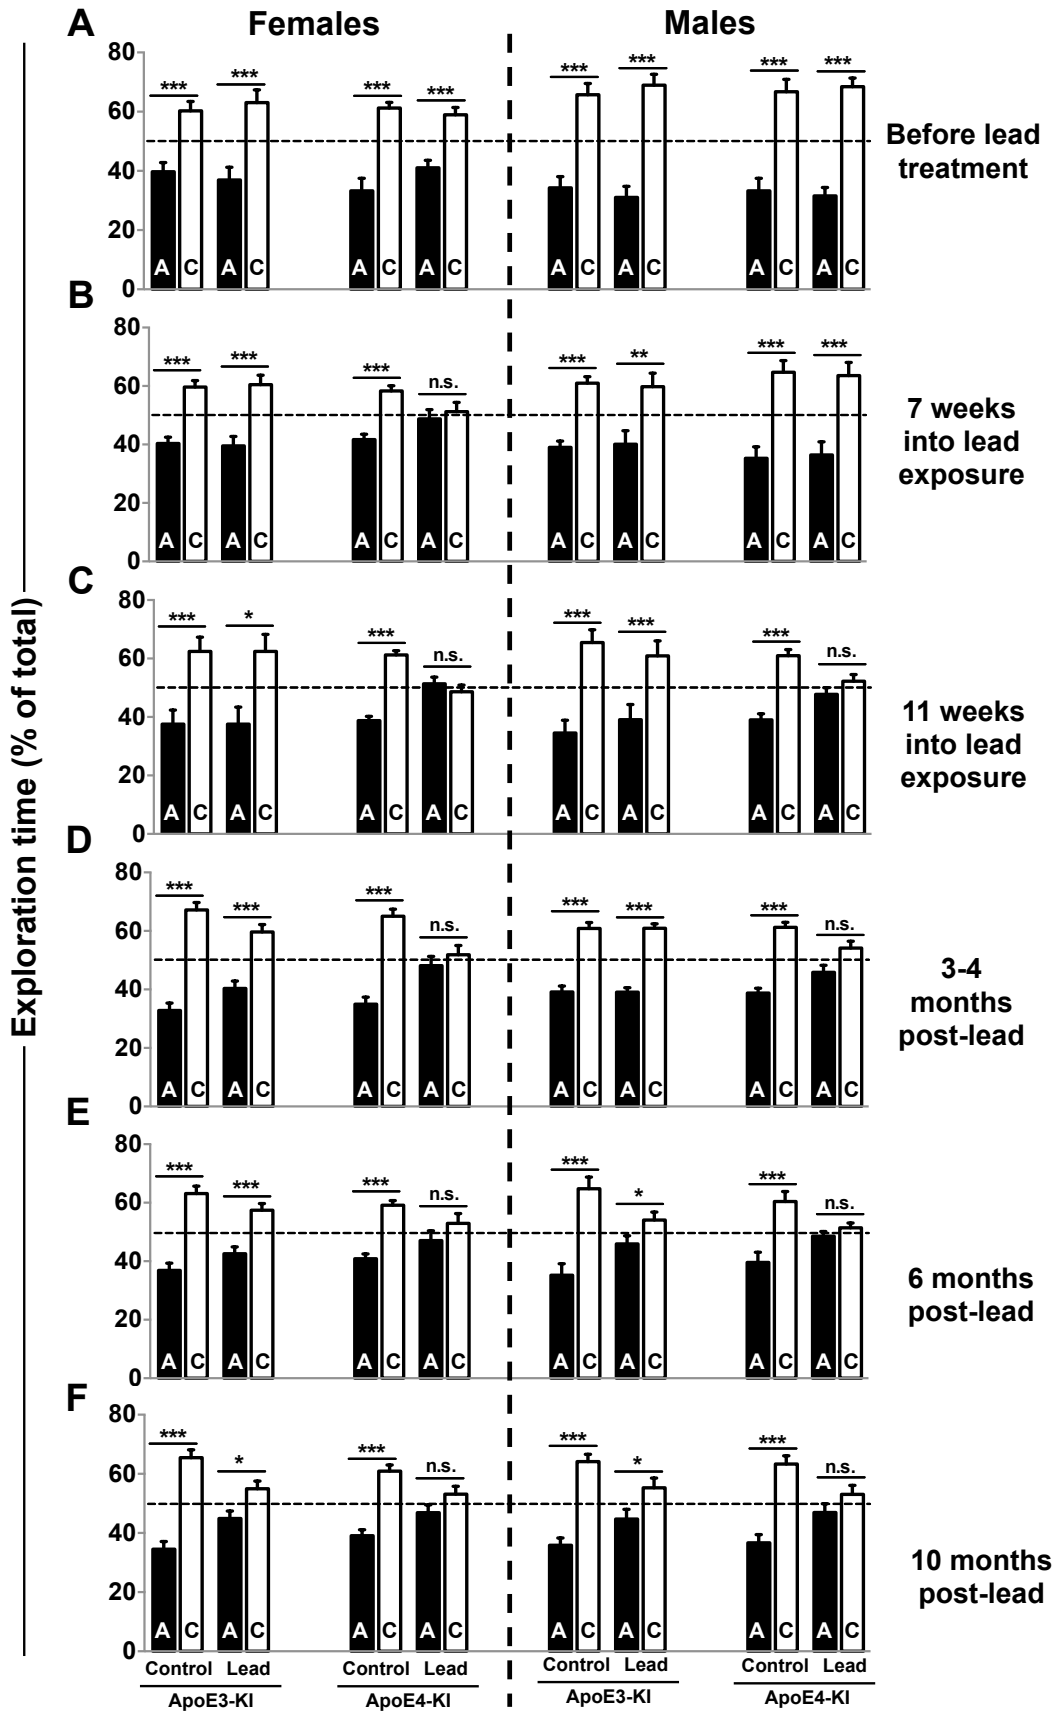 A
Females
Males
80
60
40
20
0
*** *** *** *** *** *** *** ***
A C A C A C A C A C A C A C A C
Before lead
treatment
B
80
60
40
20
0
*** *** *** n.s. *** ** *** ***
A C A C A C A C A C A C A C A C
7 weeks
into lead
exposure
C
80
60
40
20
0
*** * *** n.s. *** *** *** n.s.
A C A C A C A C A C A C A C A C
11 weeks
into lead
exposure
Exploration time (% of total)
D
80
60
40
20
0
*** *** *** n.s. *** *** *** n.s.
A C A C A C A C A C A C A C A C
3-4
months
post-lead
E
80
60
40
20
0
*** *** *** n.s. *** * *** n.s.
A C A C A C A C A C A C A C A C
6 months
post-lead
F
80
60
40
20
0
*** * *** n.s. *** * *** n.s.
A C A C A C A C A C A C A C A C
10 months
post-lead
Control Lead Control Lead Control Lead Control Lead
ApoE3-KI ApoE4-KI ApoE3-KI ApoE4-KI